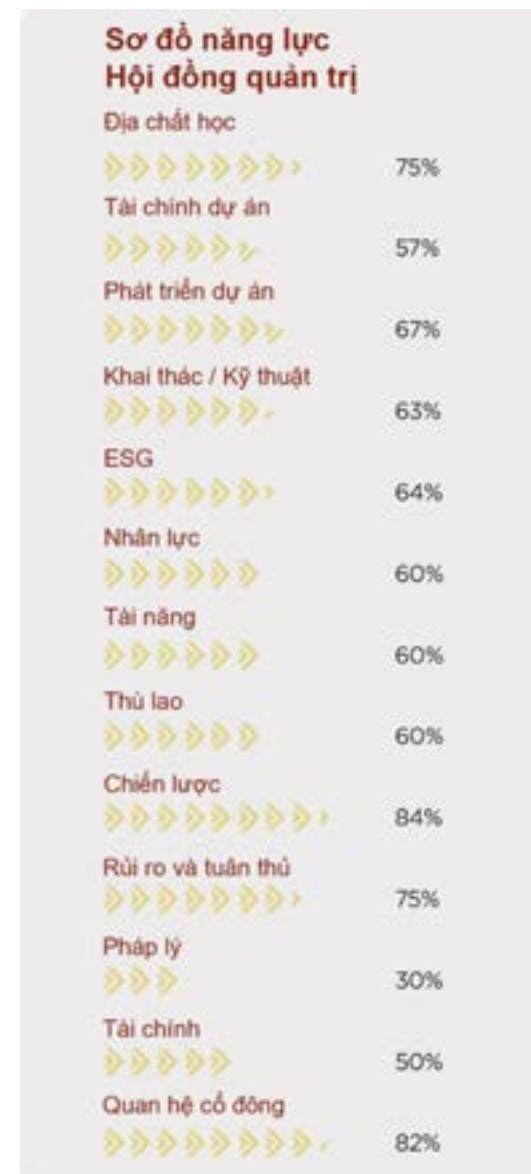 Sơ đồ năng lực
Hội đồng quản trị
Địa chất học
75%
Tài chính dự án
57%
Phát triển dự án
67%
Khai thác / Kỹ thuật
63%
ESG
64%
Nhân lực
60%
Tài năng
60%
Thù lao
60%
Chiến lược
84%
Rủi ro và tuân thủ
75%
Pháp lý
30%
Tài chính
50%
Quan hệ cổ đông
82%